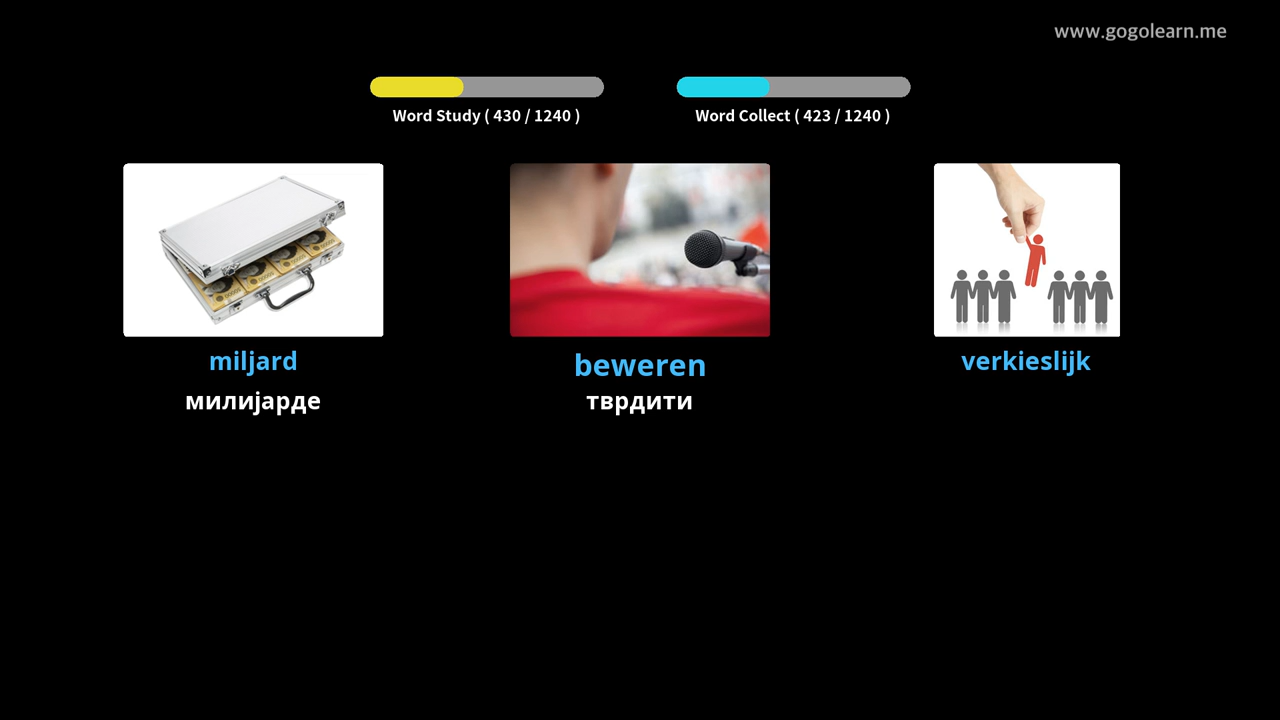 www.gogolearn.me
Word Study ( 430 / 1240 )
Word Collect ( 423 / 1240 )
miljard
милијарде
beweren
тврдити
verkieslijk